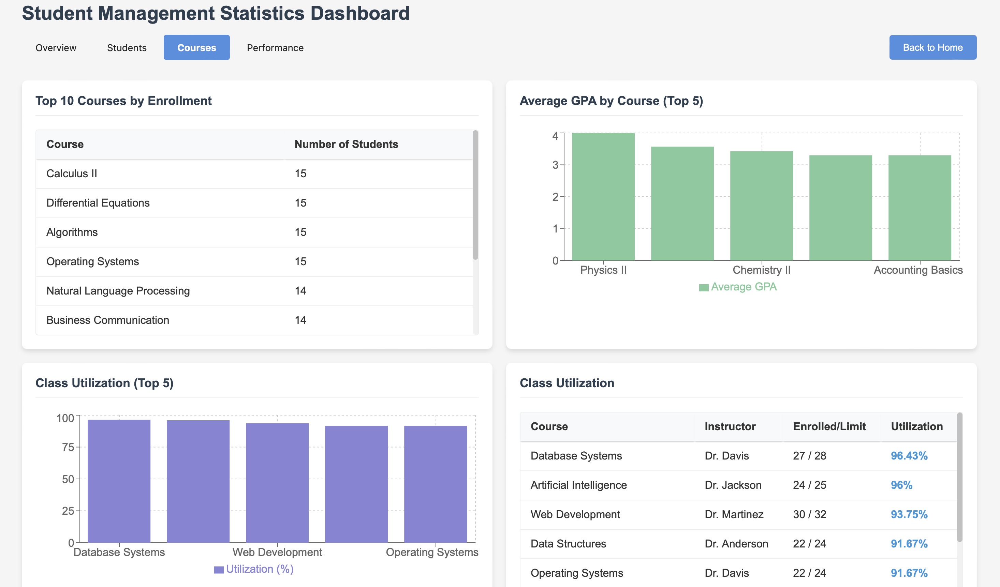 Student Management Statistics Dashboard
Overview Students Courses Performance Back to Home
Top 10 Courses by Enrollment
Course Number of Students
Calculus II 15
Differential Equations 15
Algorithms 15
Operating Systems 15
Natural Language Processing 14
Business Communication 14
Average GPA by Course (Top 5)
4
3
2
1
0
Physics II Chemistry II Accounting Basics
Average GPA
Class Utilization (Top 5)
100
75
50
25
0
Database Systems Web Development Operating Systems
Utilization (%)
Class Utilization
Course Instructor Enrolled/Limit Utilization
Database Systems Dr. Davis 27 / 28 96.43%
Artificial Intelligence Dr. Jackson 24 / 25 96%
Web Development Dr. Martinez 30 / 32 93.75%
Data Structures Dr. Anderson 22 / 24 91.67%
Operating Systems Dr. Davis 22 / 24 91.67%